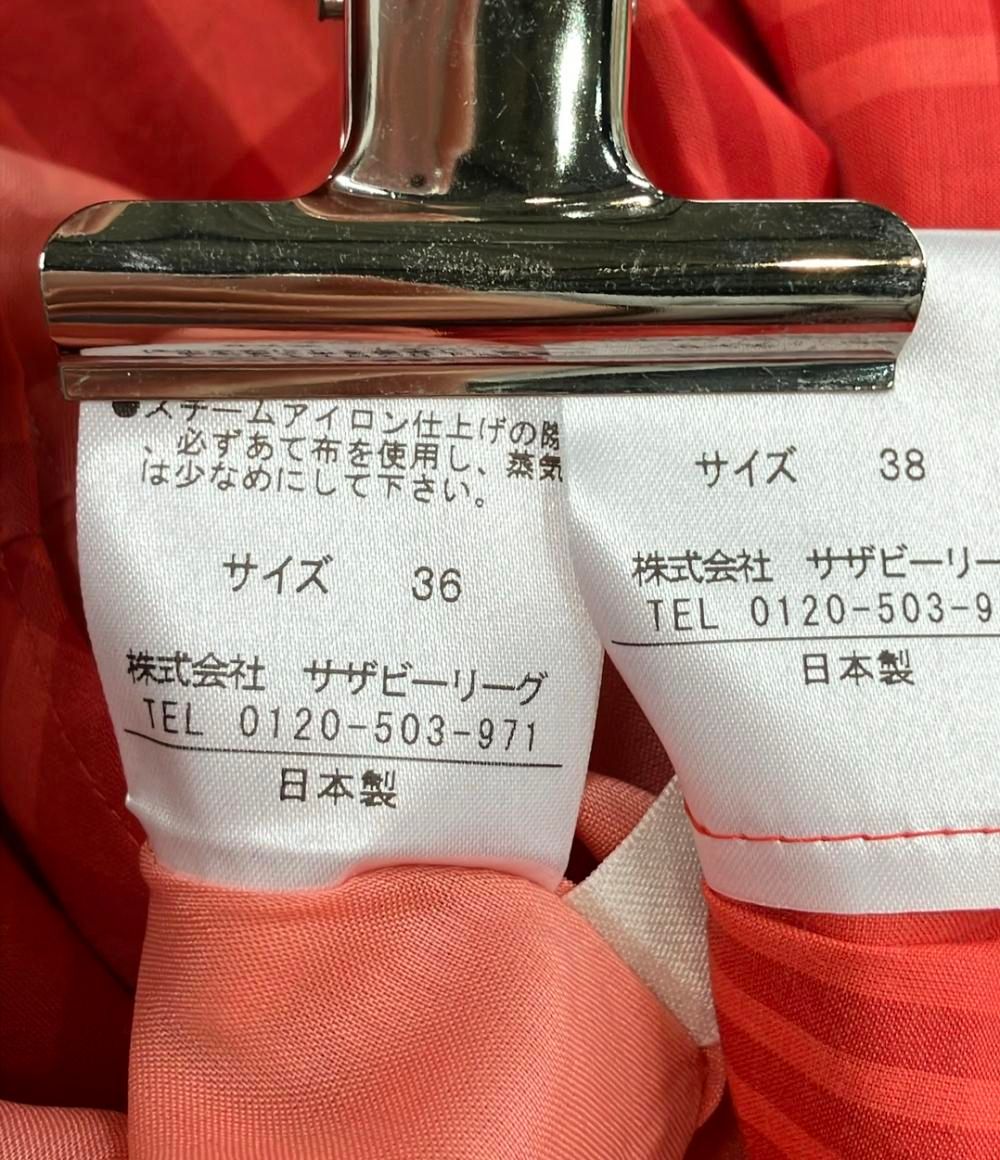 ●スチームアイロン仕上げの際
、必ずあて布を使用し、蒸気
は少なめにして下さい。
サイズ 36
株式会社 サザビーリーグ
TEL 0120-503-971
日本製
サイズ 38
株式会社 サザビーリー
TEL 0120-503-9
日本製